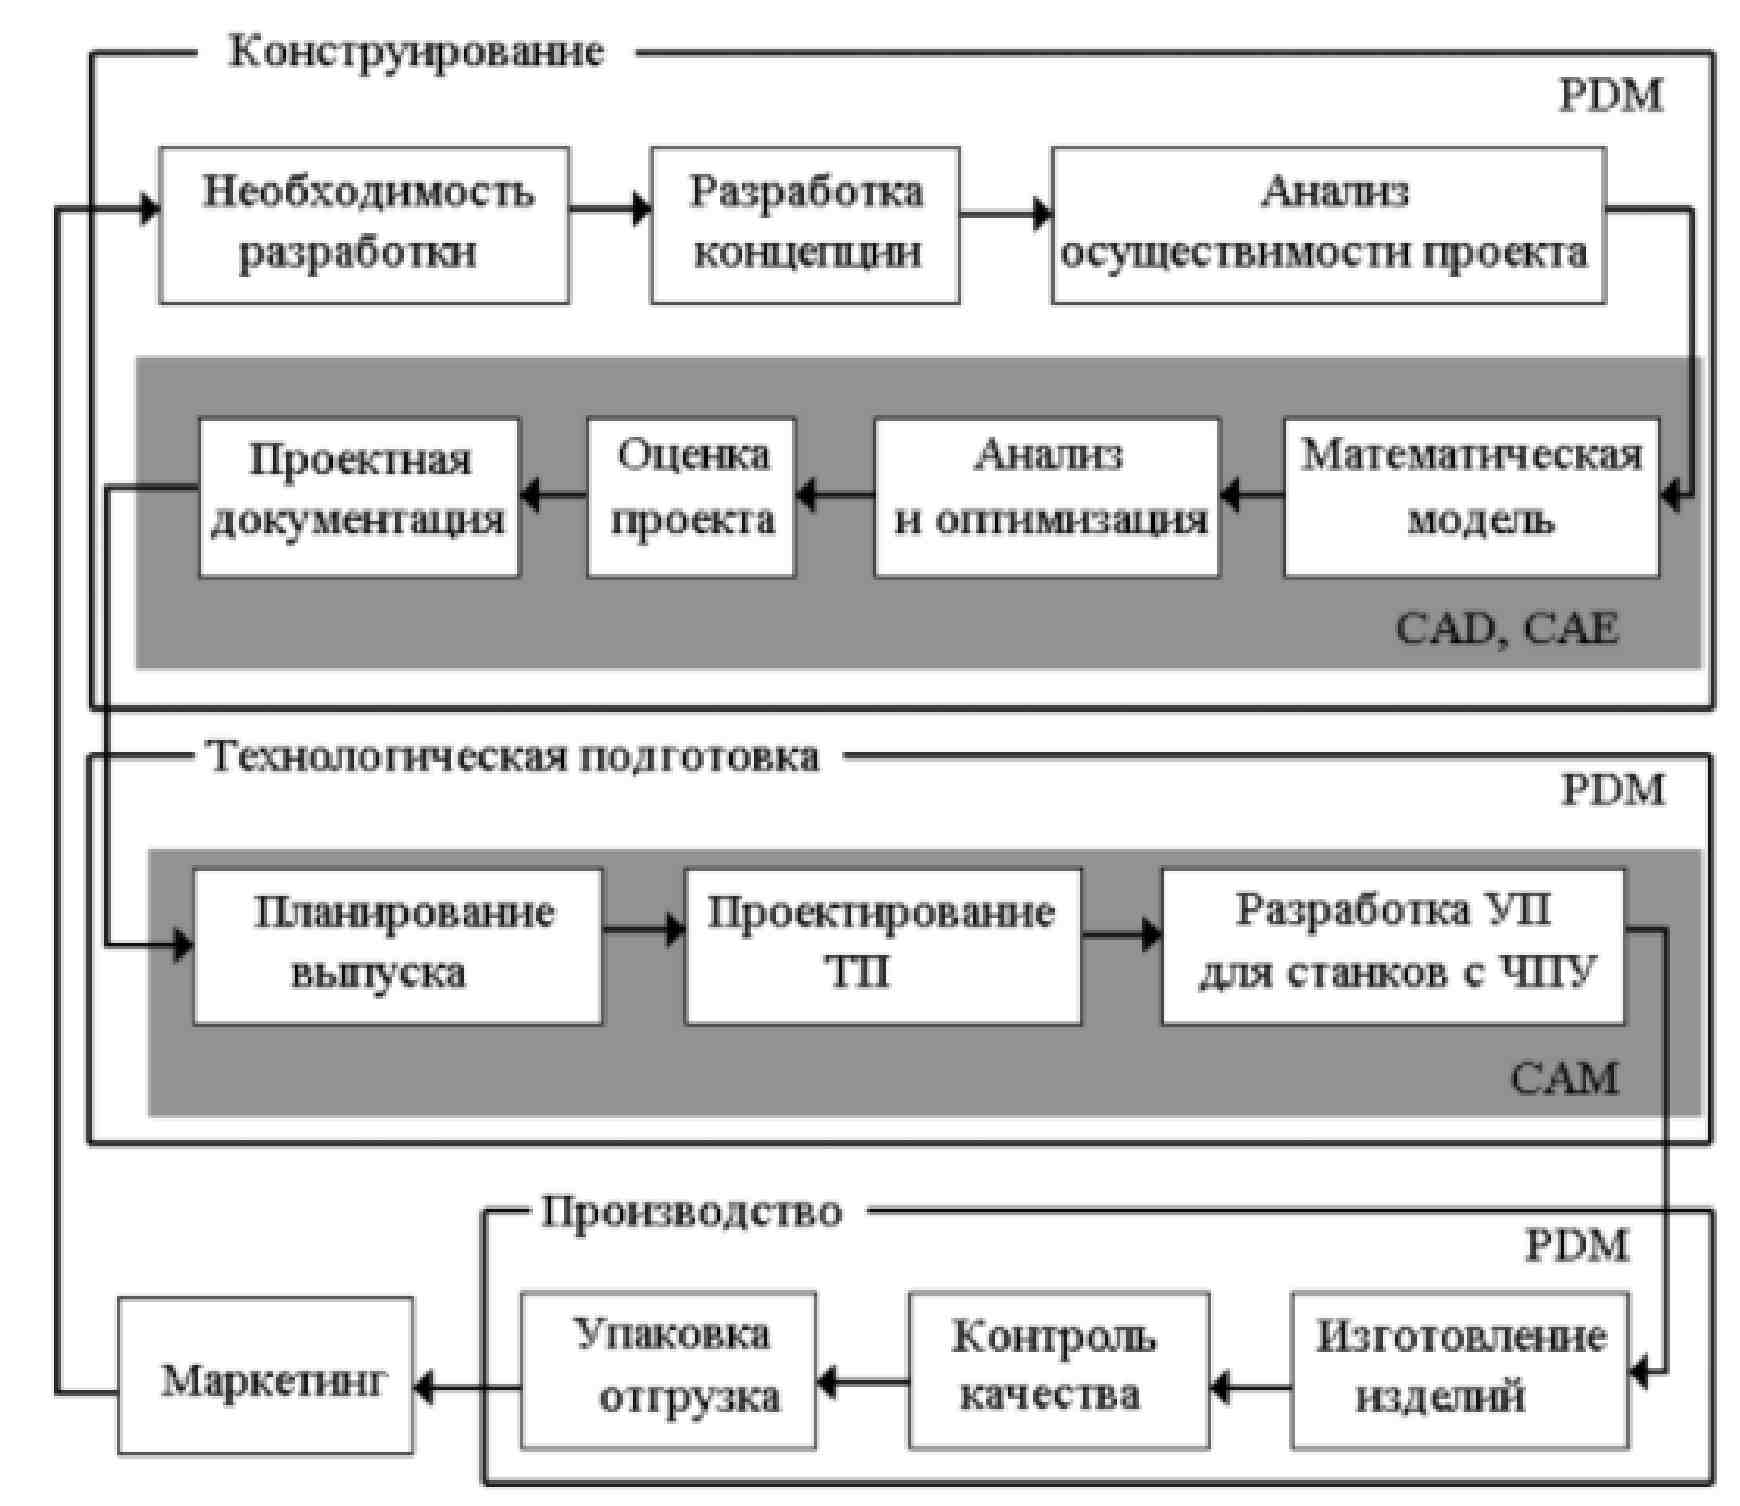 Конструирование
PDM
Необходимость
разработки
Разработка
концепции
Анализ
осуществимости проекта
Проектная
документация
Оценка
проекта
Анализ
и оптимизация
Математическая
модель
CAD, CAE
Технологическая подготовка
PDM
Планирование
выпуска
Проектирование
ТП
Разработка УП
для станков с ЧПУ
CAM
Производство
PDM
Маркетинг
Упаковка
отгрузка
Контроль
качества
Изготовление
изделий